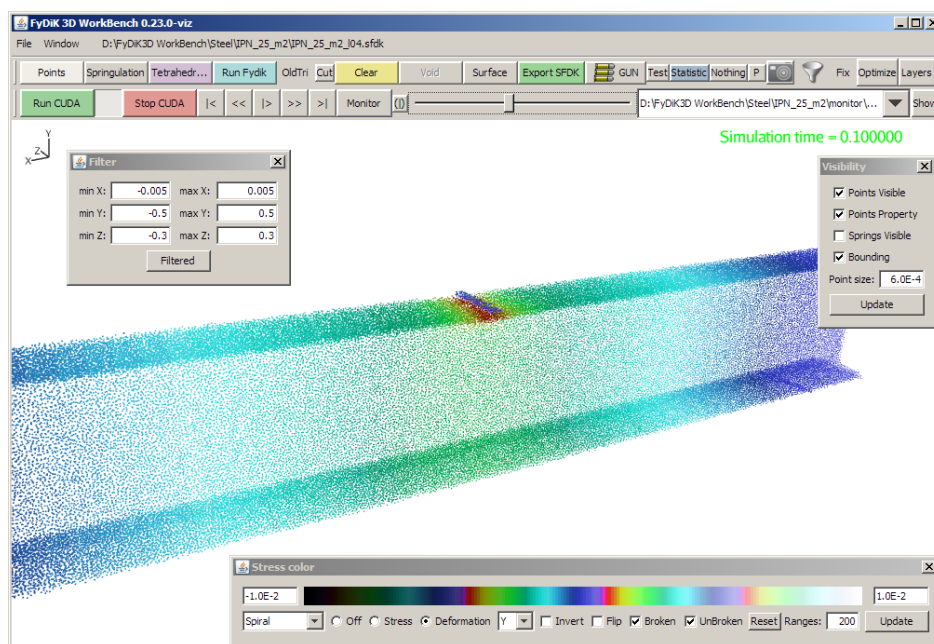 FyDiK 3D WorkBench 0.23.0-viz
File Window D:\FyDiK3D WorkBench\Steel\IPN_25_m2\IPN_25_m2_l04.sfdk
Points Springulation Tetrahedr... Run Fydik OldTri Cut Clear Void Surface Export SFDK GUN Test Statistic Nothing P Fix Optimize Layers
Run CUDA Stop CUDA |< << |> >> >| Monitor (|) D:\FyDiK3D WorkBench\Steel\IPN_25_m2\monitor\... Show
Simulation time = 0.100000
Y
Z
X
Filter
min X: -0.005 max X: 0.005
min Y: -0.5 max Y: 0.5
min Z: -0.3 max Z: 0.3
Filtered
Visibility
Points Visible
Points Property
Springs Visible
Bounding
Point size: 6.0E-4
Update
Stress color
-1.0E-2 1.0E-2
Spiral Off Stress Deformation Y Invert Flip Broken UnBroken Reset Ranges: 200 Update